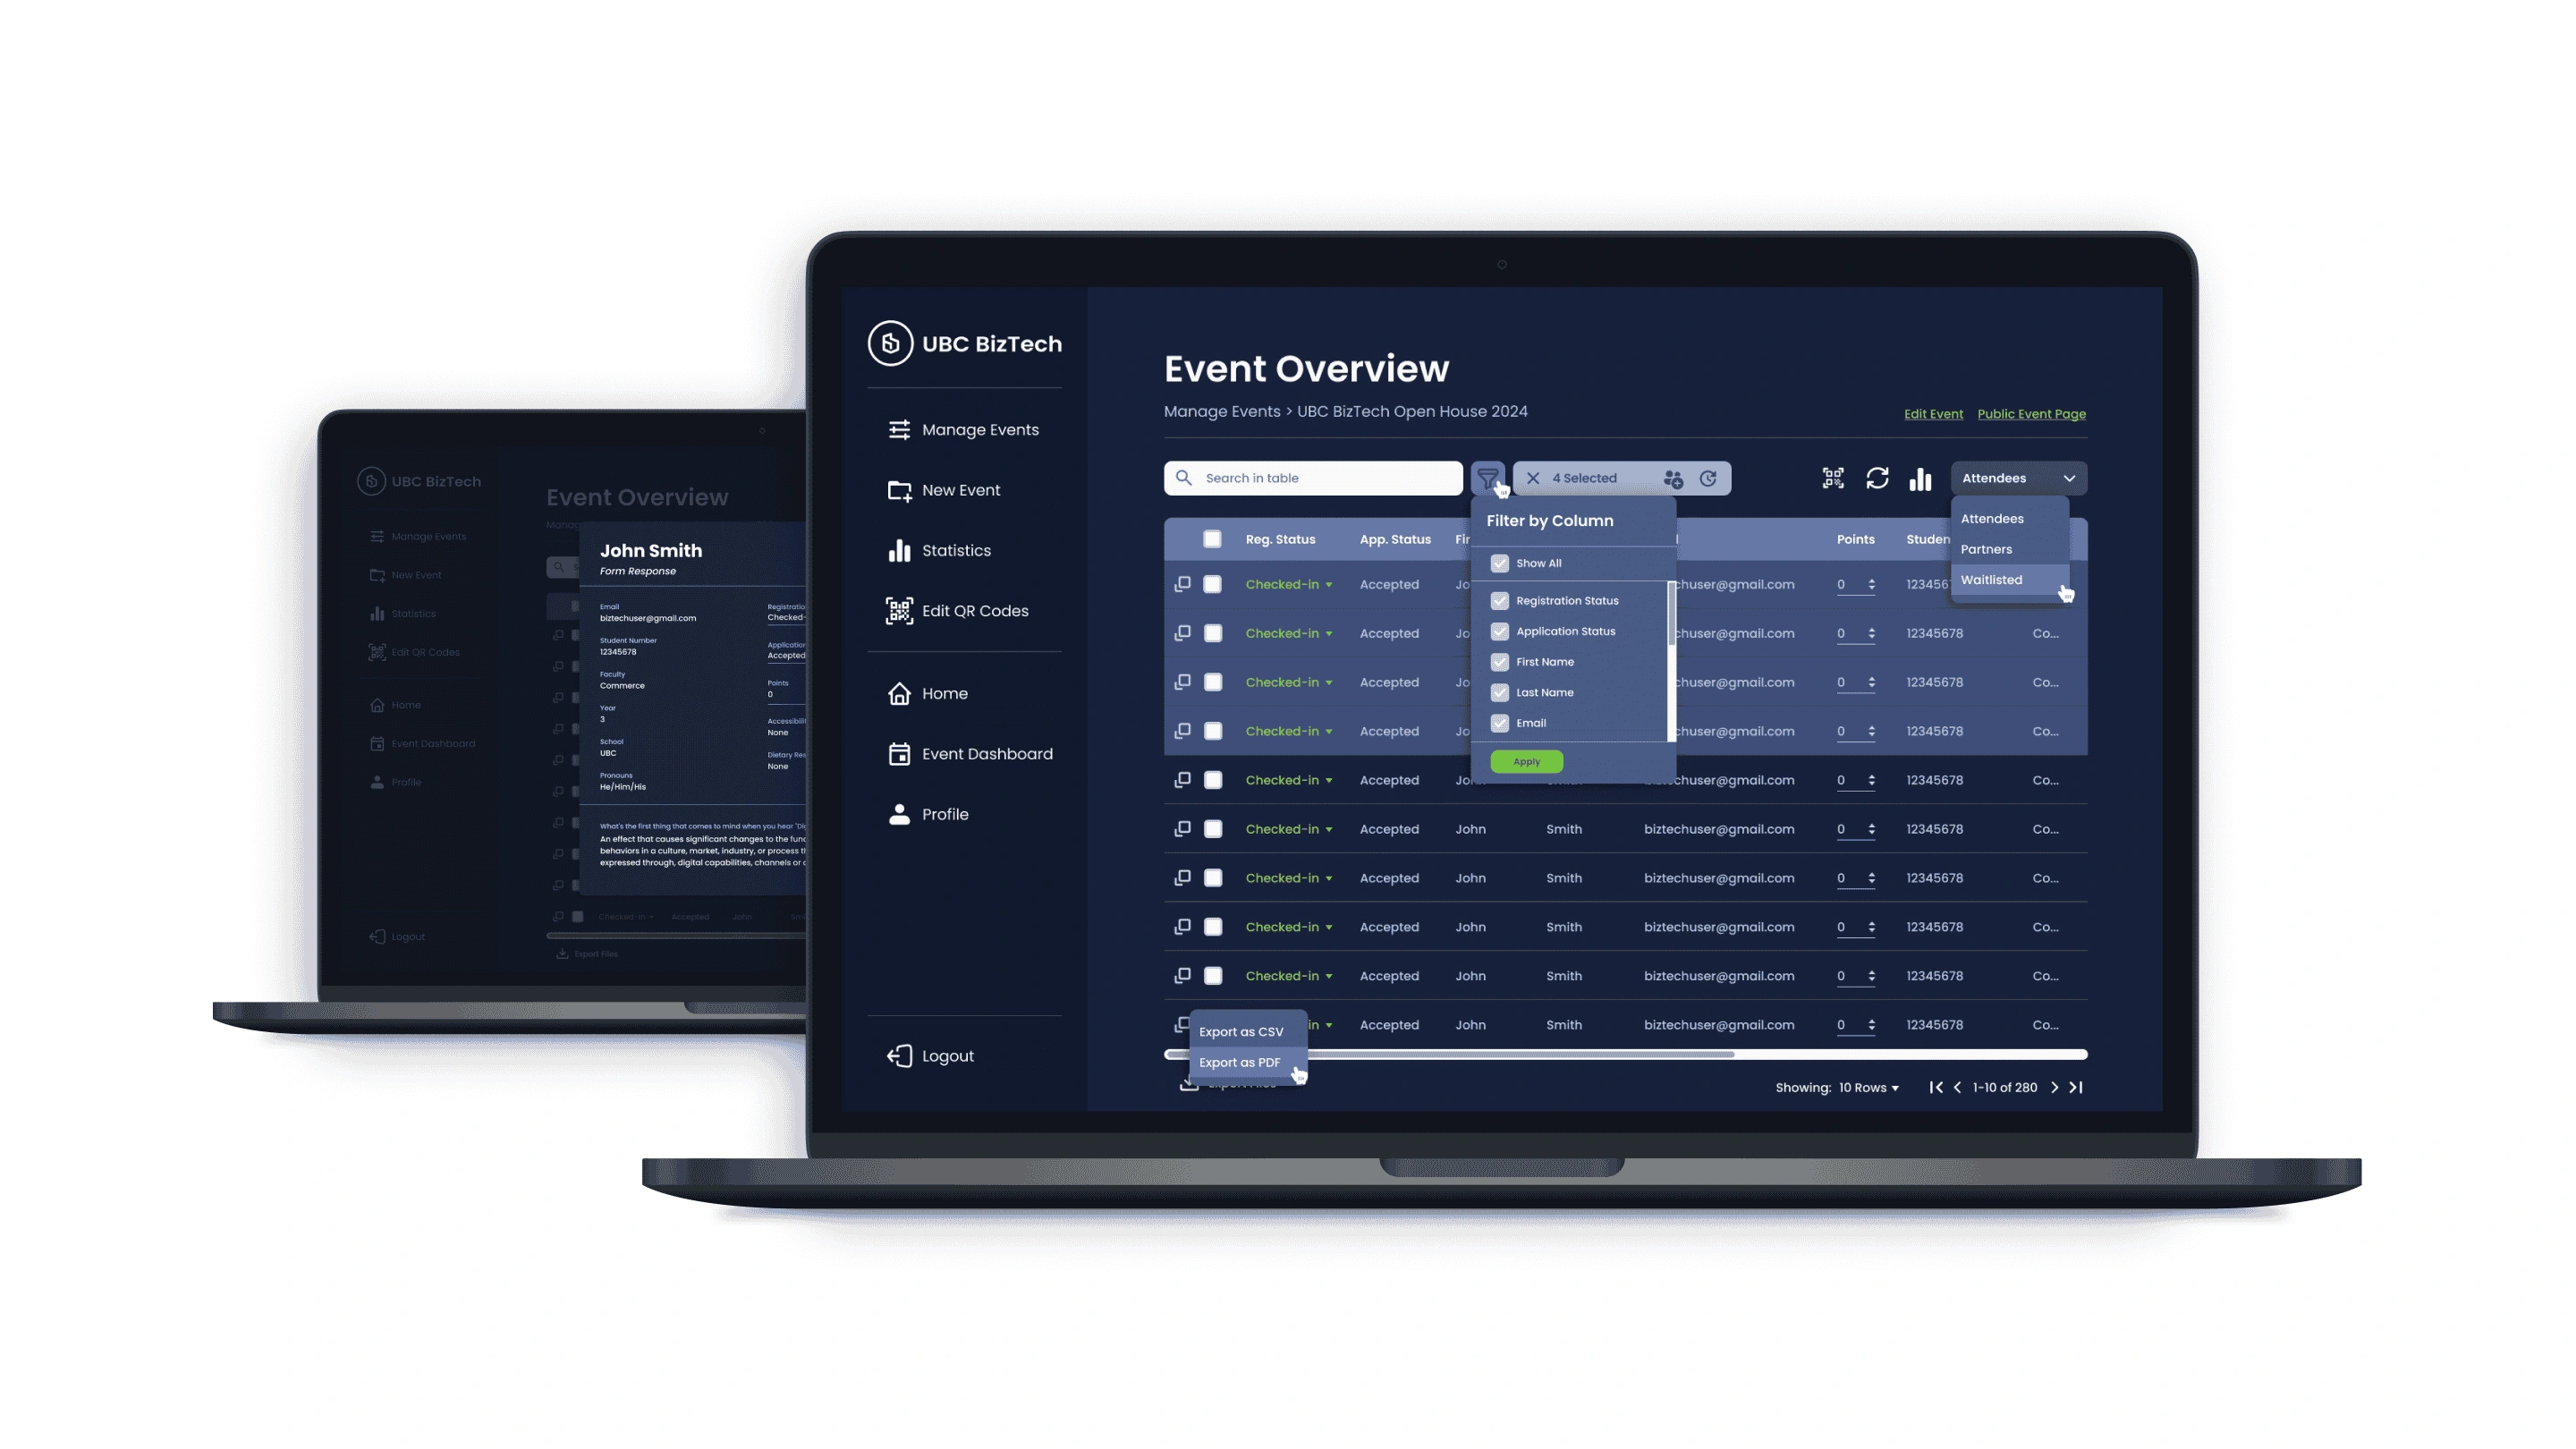 UBC BizTech
Manage Events
New Event
Statistics
Edit QR Codes
Home
Event Dashboard
Profile
Logout
Event Overview
John Smith
Form Response
Email
biztechuser@gmail.com
Student Number
12345678
Faculty
Commerce
Year
3
School
UBC
Pronouns
He/Him/His
Registratio
Checked-
Application
Accepted
Points
0
Accessibili
None
Dietary Res
None
What's the first thing that comes to mind when you hear "Di
An effect that causes significant changes to the fun
behaviors in a culture, market, industry, or process t
expressed through, digital capabilities, channels or
Checked-in Accepted John
Export Files
UBC BizTech
Manage Events
New Event
Statistics
Edit QR Codes
Home
Event Dashboard
Profile
Logout
Event Overview
Manage Events > UBC BizTech Open House 2024
Edit Event Public Event Page
Search in table
4 Selected
Attendees
Attendees
Partners
Waitlisted
Filter by Column
Show All
Registration Status
Application Status
First Name
Last Name
Email
Apply
Reg. Status App. Status Fi Points Studen
Checked-in Accepted Jo chuser@gmail.com 0 123456
Checked-in Accepted Jo chuser@gmail.com 0 12345678 Co...
Checked-in Accepted Jo chuser@gmail.com 0 12345678 Co...
Checked-in Accepted Jo chuser@gmail.com 0 12345678 Co...
Checked-in Accepted John Smith biztechuser@gmail.com 0 12345678 Co...
Checked-in Accepted John Smith biztechuser@gmail.com 0 12345678 Co...
Checked-in Accepted John Smith biztechuser@gmail.com 0 12345678 Co...
Checked-in Accepted John Smith biztechuser@gmail.com 0 12345678 Co...
Checked-in Accepted John Smith biztechuser@gmail.com 0 12345678 Co...
in Accepted John Smith biztechuser@gmail.com 0 12345678 Co...
Export as CSV
Export as PDF
Export Files
Showing: 10 Rows
1-10 of 280